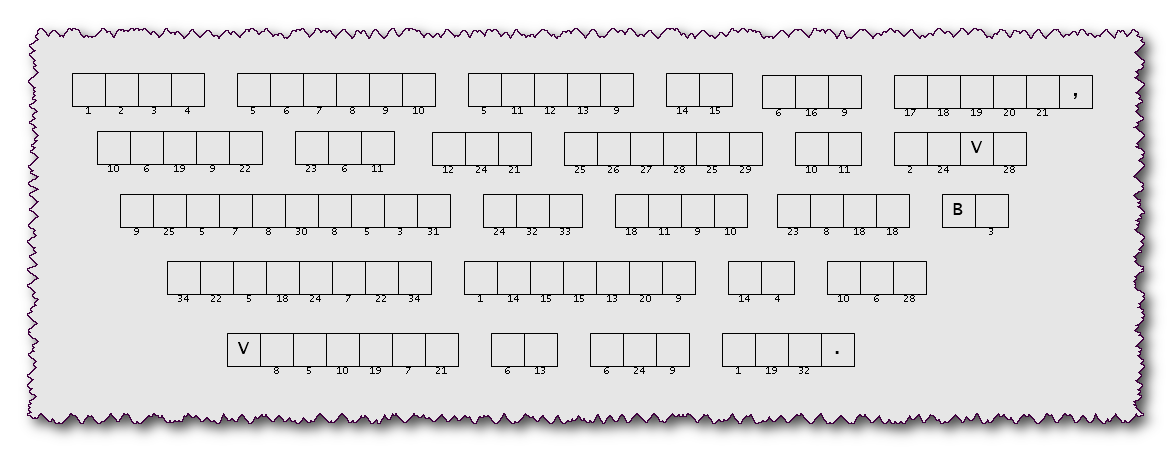 ,
1 2 3 4 5 6 7 8 9 10 5 11 12 13 9 14 15 6 16 9 17 18 19 20 21
V
10 6 19 9 22 23 6 11 12 24 21 25 26 27 28 25 29 10 11 2 24 28
B
9 25 5 7 8 30 8 5 3 31 24 32 33 18 11 9 10 23 8 18 18 3
34 22 5 18 24 7 22 34 1 14 15 15 13 20 9 14 4 10 6 28
V .
8 5 10 19 7 21 6 13 6 24 9 1 19 32